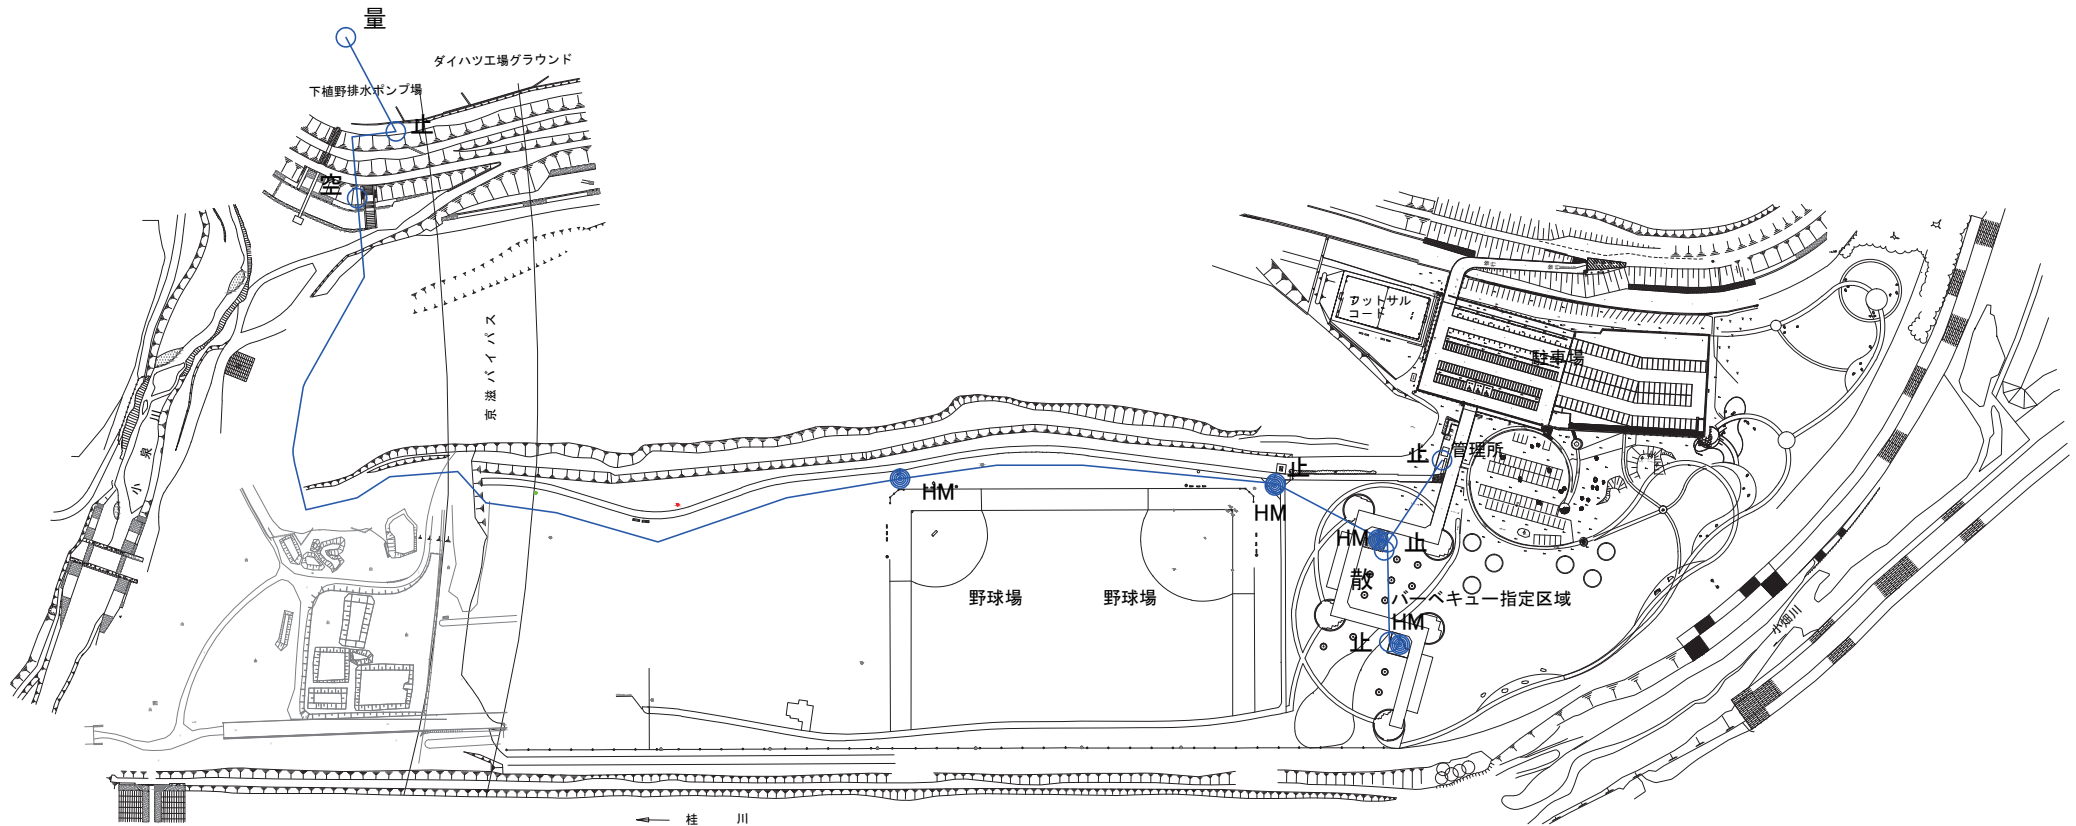 量
ダイハツ工場グラウンド
下植野排水ポンプ場
止
空
京滋バイパス
小泉川
フットサル
コート
駐車場
止
管理所
止
HM
HM
HM
止
散
野球場
野球場
バーベキュー指定区域
HM
止
小畑川
桂川